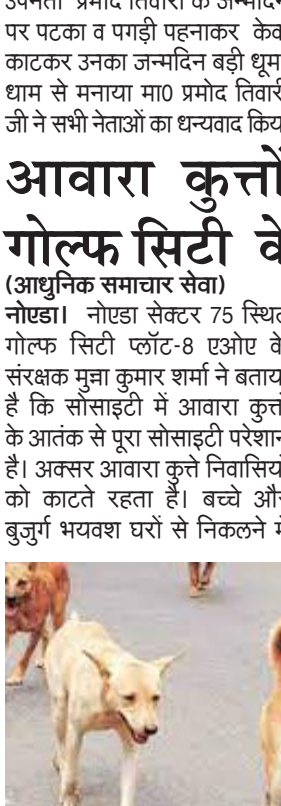 उपनेता प्रमोद तिवारी के जन्मदिन
पर पटका व पगड़ी पहनाकर केव
काटकर उनका जन्मदिन बड़ी धूम
धाम से मनाया मा0 प्रमोद तिवारी
जी ने सभी नेताओं का धन्यवाद किय
आवारा कुत्तों
गोल्फ सिटी के
(आधुनिक समाचार सेवा)
नोएडा। नोएडा सेक्टर 75 स्थित
गोल्फ सिटी प्लॉट-8 एओए के
संरक्षक मुन्ना कुमार शर्मा ने बताय
है कि सोसाइटी में आवारा कुत्तो
के आतंक से पूरा सोसाइटी परेशान
है। अक्सर आवारा कुत्ते निवासियो
को काटते रहता है। बच्चे और
बुजुर्ग भयवश घरों से निकलने मे